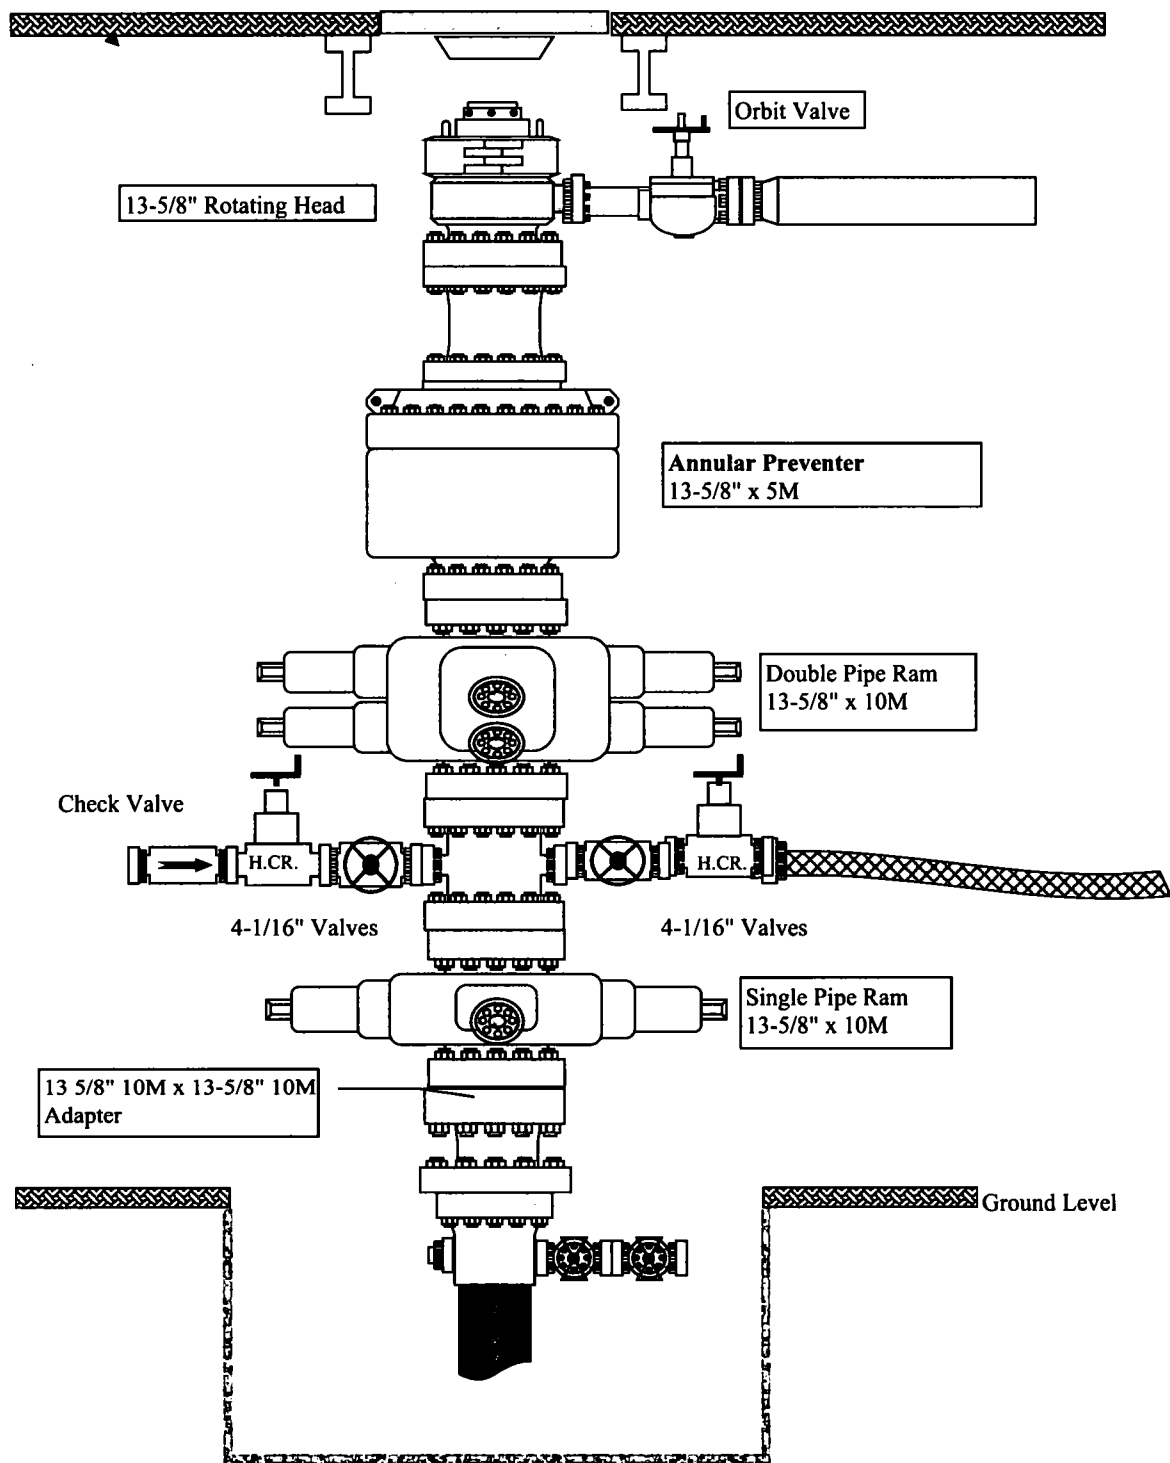 Orbit Valve
13-5/8" Rotating Head
Annular Preventer
13-5/8" x 5M
Double Pipe Ram
13-5/8" x 10M
Check Valve
H.CR.
H.CR.
4-1/16" Valves
4-1/16" Valves
Single Pipe Ram
13-5/8" x 10M
13 5/8" 10M x 13-5/8" 10M
Adapter
Ground Level